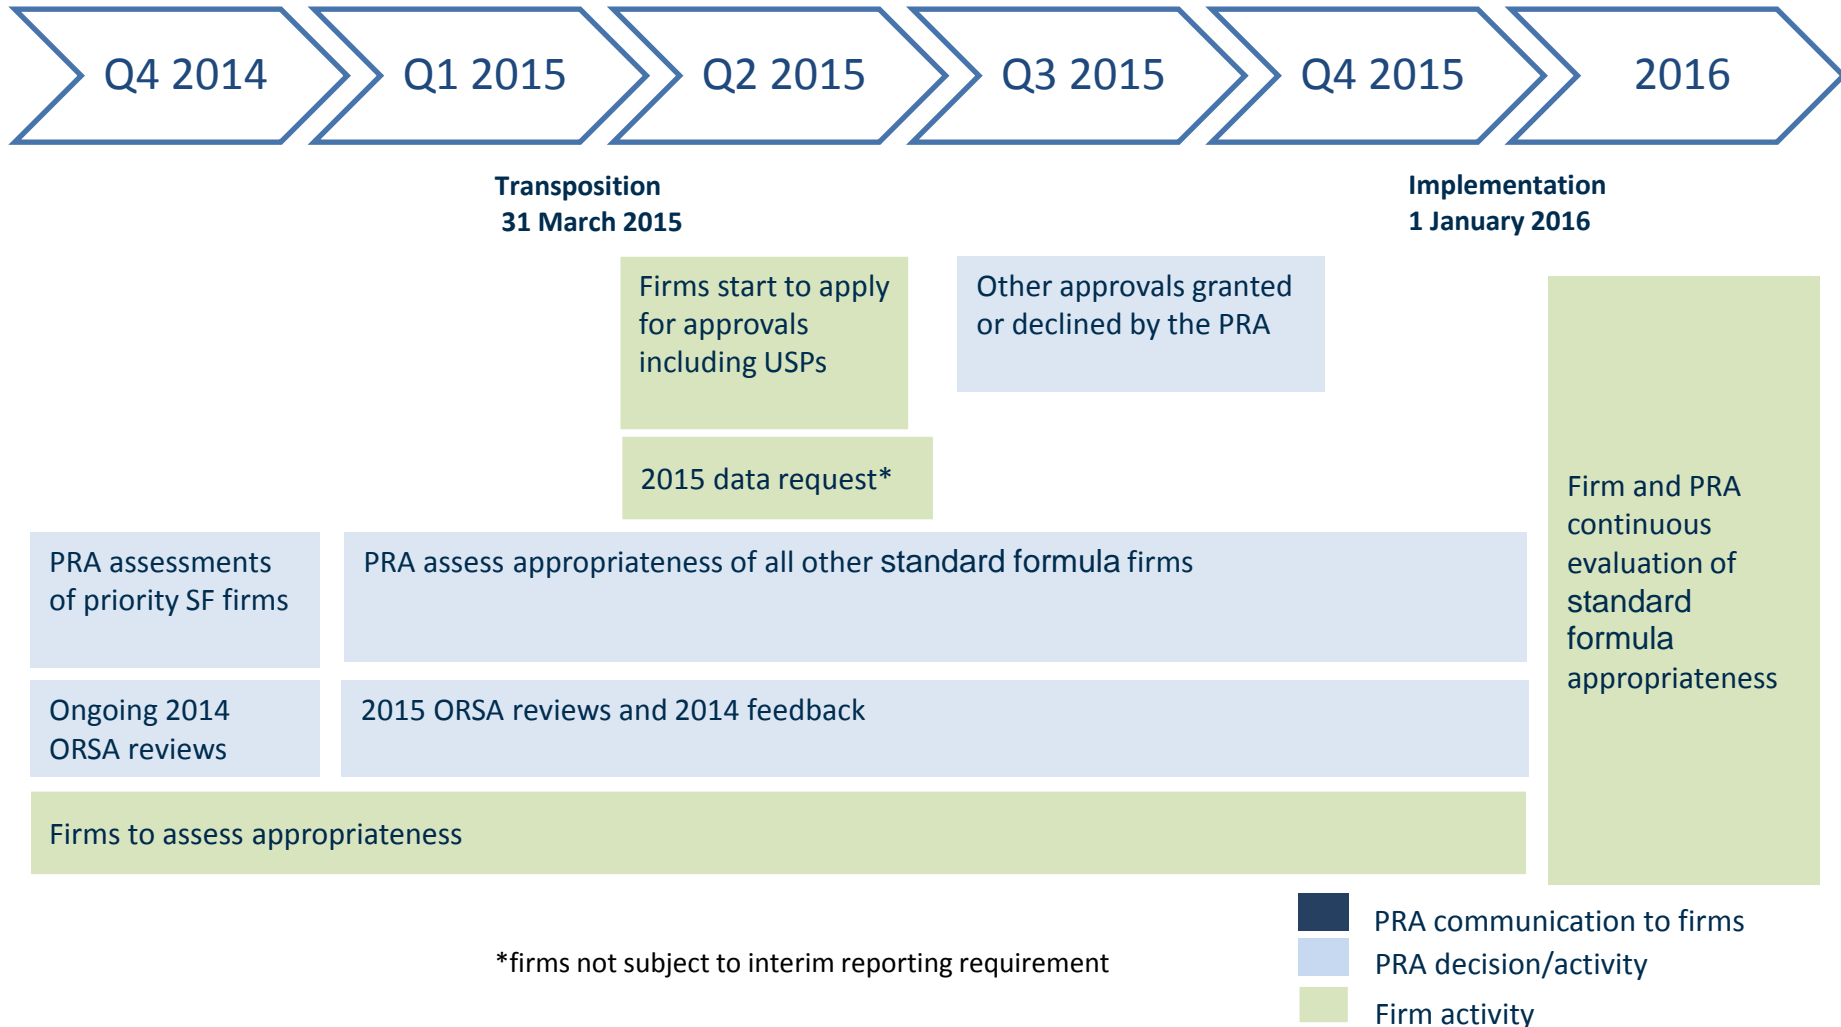 Q4 2014
Q1 2015
Q2 2015
Q3 2015
Q4 2015
2016
Transposition
31 March 2015
Implementation
1 January 2016
Firms start to apply
for approvals
including USPs
Other approvals granted
or declined by the PRA
2015 data request*
PRA assessments
of priority SF firms
PRA assess appropriateness of all other standard formula firms
Firm and PRA
continuous
evaluation of
standard
formula
appropriateness
Ongoing 2014
ORSA reviews
2015 ORSA reviews and 2014 feedback
Firms to assess appropriateness
*firms not subject to interim reporting requirement
PRA communication to firms
PRA decision/activity
Firm activity